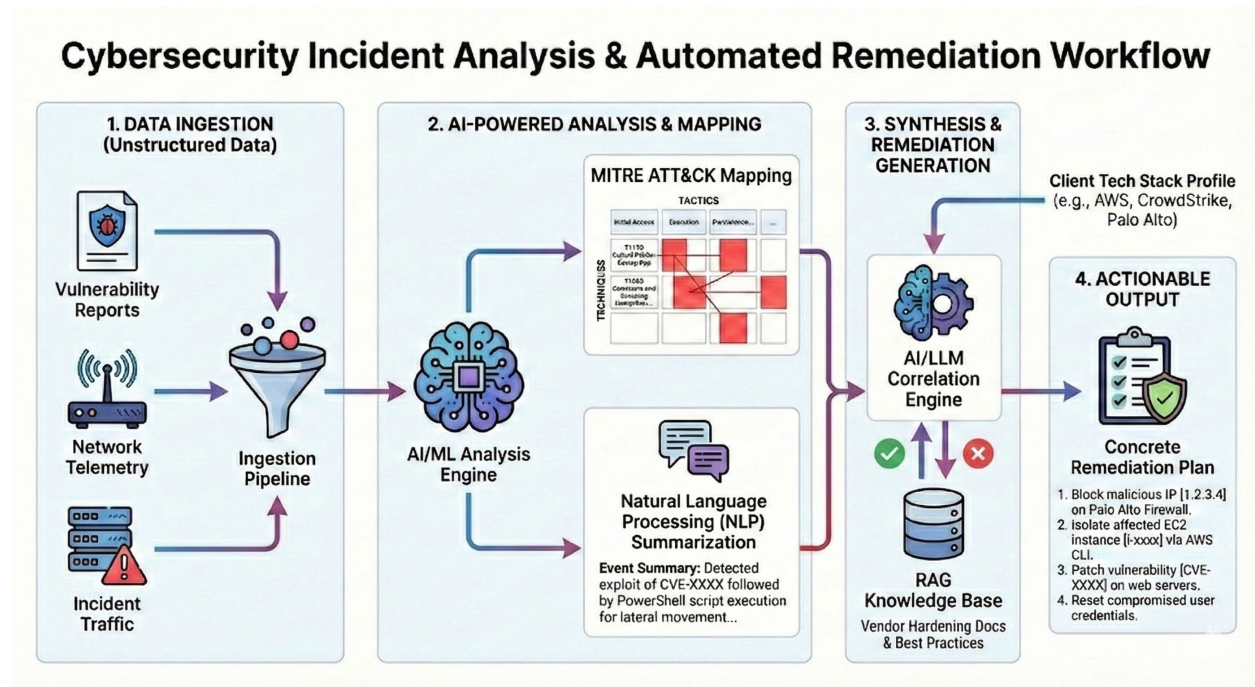 Cybersecurity Incident Analysis & Automated Remediation Workflow
1. DATA INGESTION
(Unstructured Data)
Vulnerability
Reports
Network
Telemetry
Incident
Traffic
Ingestion
Pipeline
2. AI-POWERED ANALYSIS & MAPPING
AI/ML Analysis
Engine
MITRE ATT&CK Mapping
TACTICS
Initial Access
Execution
Persistence...
...
TECHNIQUSS
Natural Language
Processing (NLP)
Summarization
Event Summary: Detected
exploit of CVE-XXXX followed
by PowerShell script execution
for lateral movement...
3. SYNTHESIS &
REMEDIATION
GENERATION
Client Tech Stack Profile
(e.g., AWS, CrowdStrike,
Palo Alto)
AI/LLM
Correlation
Engine
RAG
Knowledge Base
Vendor Hardening Docs
& Best Practices
4. ACTIONABLE
OUTPUT
Concrete
Remediation Plan
1. Block malicious IP [1.2.3.4]
on Paio Alto Firewall.
2. isolate affected EC2
instance [i-xxxx] via AWS
CLI.
3. Patch vulnerability [CVE-
XXXX] on web servers.
4. Reset compromised user
credentials.